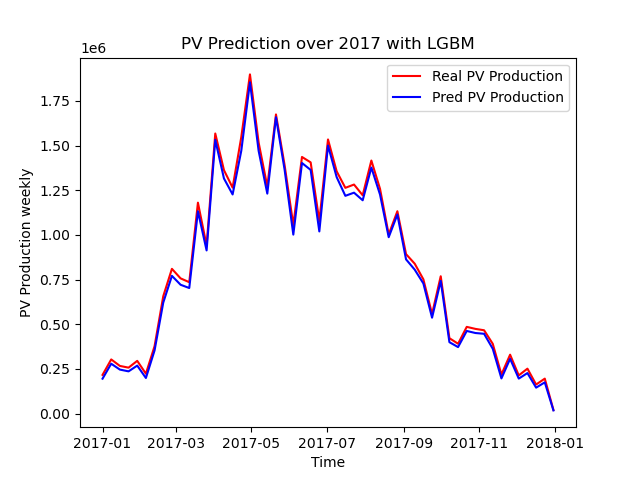 PV Prediction over 2017 with LGBM
1e6
Real PV Production
Pred PV Production
PV Production weekly
1.75
1.50
1.25
1.00
0.75
0.50
0.25
0.00
2017-01 2017-03 2017-05 2017-07 2017-09 2017-11 2018-01
Time